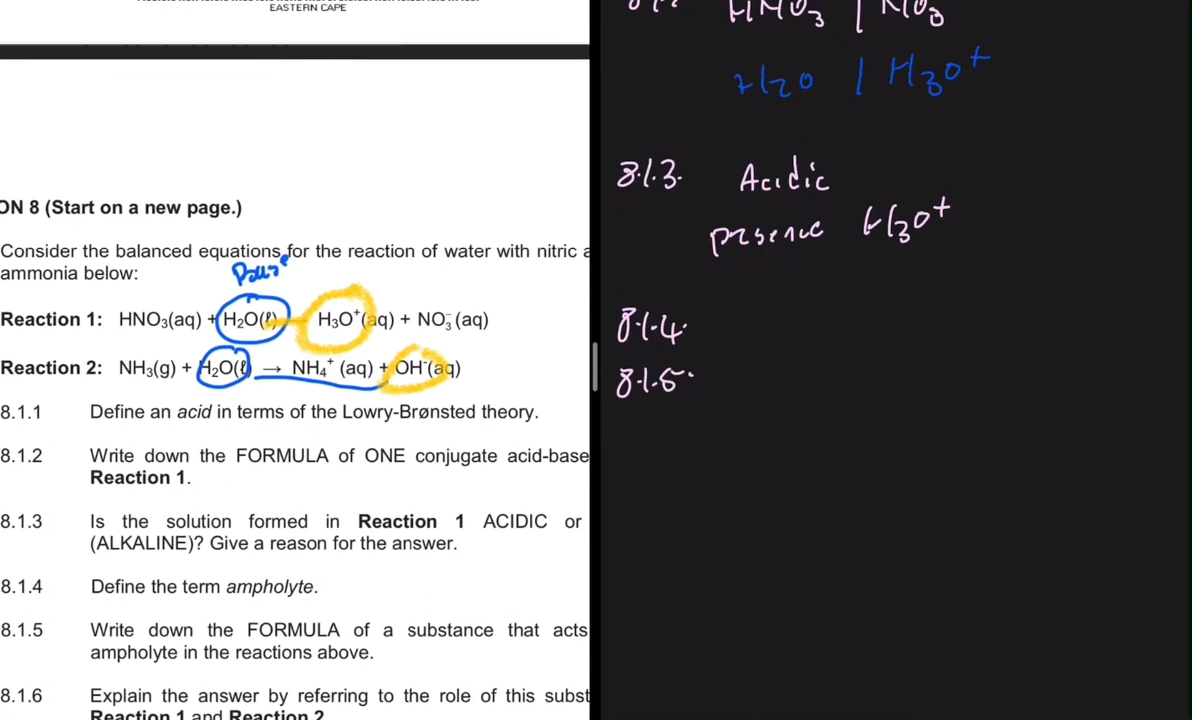 EASTERN CAPE
ON 8 (Start on a new page.)
Consider the balanced equations for the reaction of water with nitric a
ammonia below:
Reaction 1: HNO₃(aq) + H₂O(ℓ) → H₃O⁺(aq) + NO₃⁻(aq)
Reaction 2: NH₃(g) + H₂O(ℓ) → NH₄⁺ (aq) + OH⁻(aq)
8.1.1 Define an acid in terms of the Lowry-Brønsted theory.
8.1.2 Write down the FORMULA of ONE conjugate acid-base
Reaction 1.
8.1.3 Is the solution formed in Reaction 1 ACIDIC or
(ALKALINE)? Give a reason for the answer.
8.1.4 Define the term ampholyte.
8.1.5 Write down the FORMULA of a substance that acts
ampholyte in the reactions above.
8.1.6 Explain the answer by referring to the role of this subst
Reaction 1 and Reaction 2
HNO₃ | NO₃
H₂O | H₃O⁺
8.1.3. Acidic
presence H₃O⁺
8.1.4.
8.1.5.